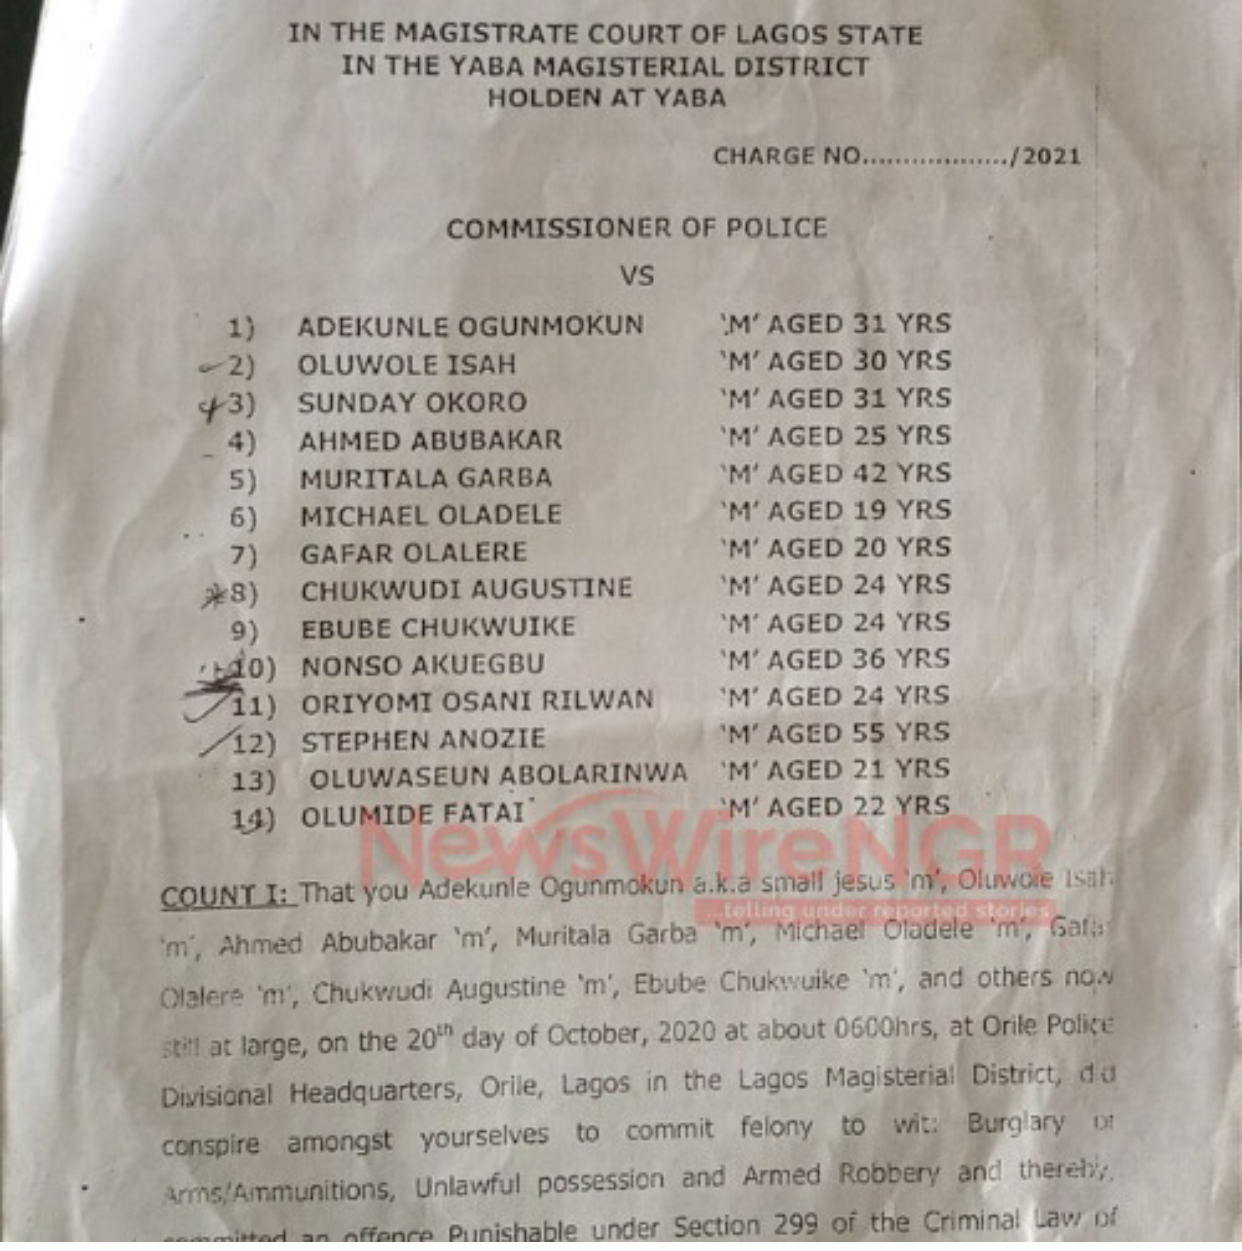 IN THE MAGISTRATE COURT OF LAGOS STATE
IN THE YABA MAGISTERIAL DISTRICT
HOLDEN AT YABA
CHARGE NO................../2021
COMMISSIONER OF POLICE
VS
1) ADEKUNLE OGUNMOKUN 'M' AGED 31 YRS
2) OLUWOLE ISAH 'M' AGED 30 YRS
3) SUNDAY OKORO 'M' AGED 31 YRS
4) AHMED ABUBAKAR 'M' AGED 25 YRS
5) MURITALA GARBA 'M' AGED 42 YRS
6) MICHAEL OLADELE 'M' AGED 19 YRS
7) GAFAR OLALERE 'M' AGED 20 YRS
8) CHUKWUDI AUGUSTINE 'M' AGED 24 YRS
9) EBUBE CHUKWUIKE 'M' AGED 24 YRS
10) NONSO AKUEGBU 'M' AGED 36 YRS
11) ORIYOMI OSANI RILWAN 'M' AGED 24 YRS
12) STEPHEN ANOZIE 'M' AGED 55 YRS
13) OLUWASEUN ABOLARINWA 'M' AGED 21 YRS
14) OLUMIDE FATAI 'M' AGED 22 YRS
NewsWireNGR
...telling under reported stories
COUNT I: That you Adekunle Ogunmokun a.k.a small jesus 'm', Oluwole Isah
'm', Ahmed Abubakar 'm', Muritala Garba 'm', Michael Oladele 'm', Gafar
Olalere 'm', Chukwudi Augustine 'm', Ebube Chukwuike 'm', and others now
still at large, on the 20th day of October, 2020 at about 0600hrs, at Orile Police
Divisional Headquarters, Orile, Lagos in the Lagos Magisterial District, did
conspire amongst yourselves to commit felony to wit: Burglary of
Arms/Ammunitions, Unlawful possession and Armed Robbery and thereby,
committed an offence Punishable under Section 299 of the Criminal Law of